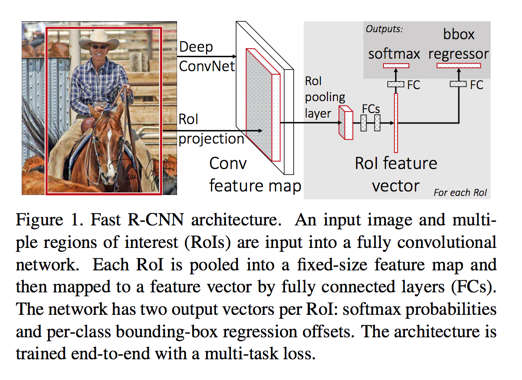 Outputs:
softmax
bbox
regressor
Deep
ConvNet
RoI
projection
Conv
feature map
RoI
pooling
layer
FCs
FC
FC
RoI feature
vector
For each RoI
Figure 1. Fast R-CNN architecture. An input image and multi-
ple regions of interest (RoIs) are input into a fully convolutional
network. Each RoI is pooled into a fixed-size feature map and
then mapped to a feature vector by fully connected layers (FCs).
The network has two output vectors per RoI: softmax probabilities
and per-class bounding-box regression offsets. The architecture is
trained end-to-end with a multi-task loss.